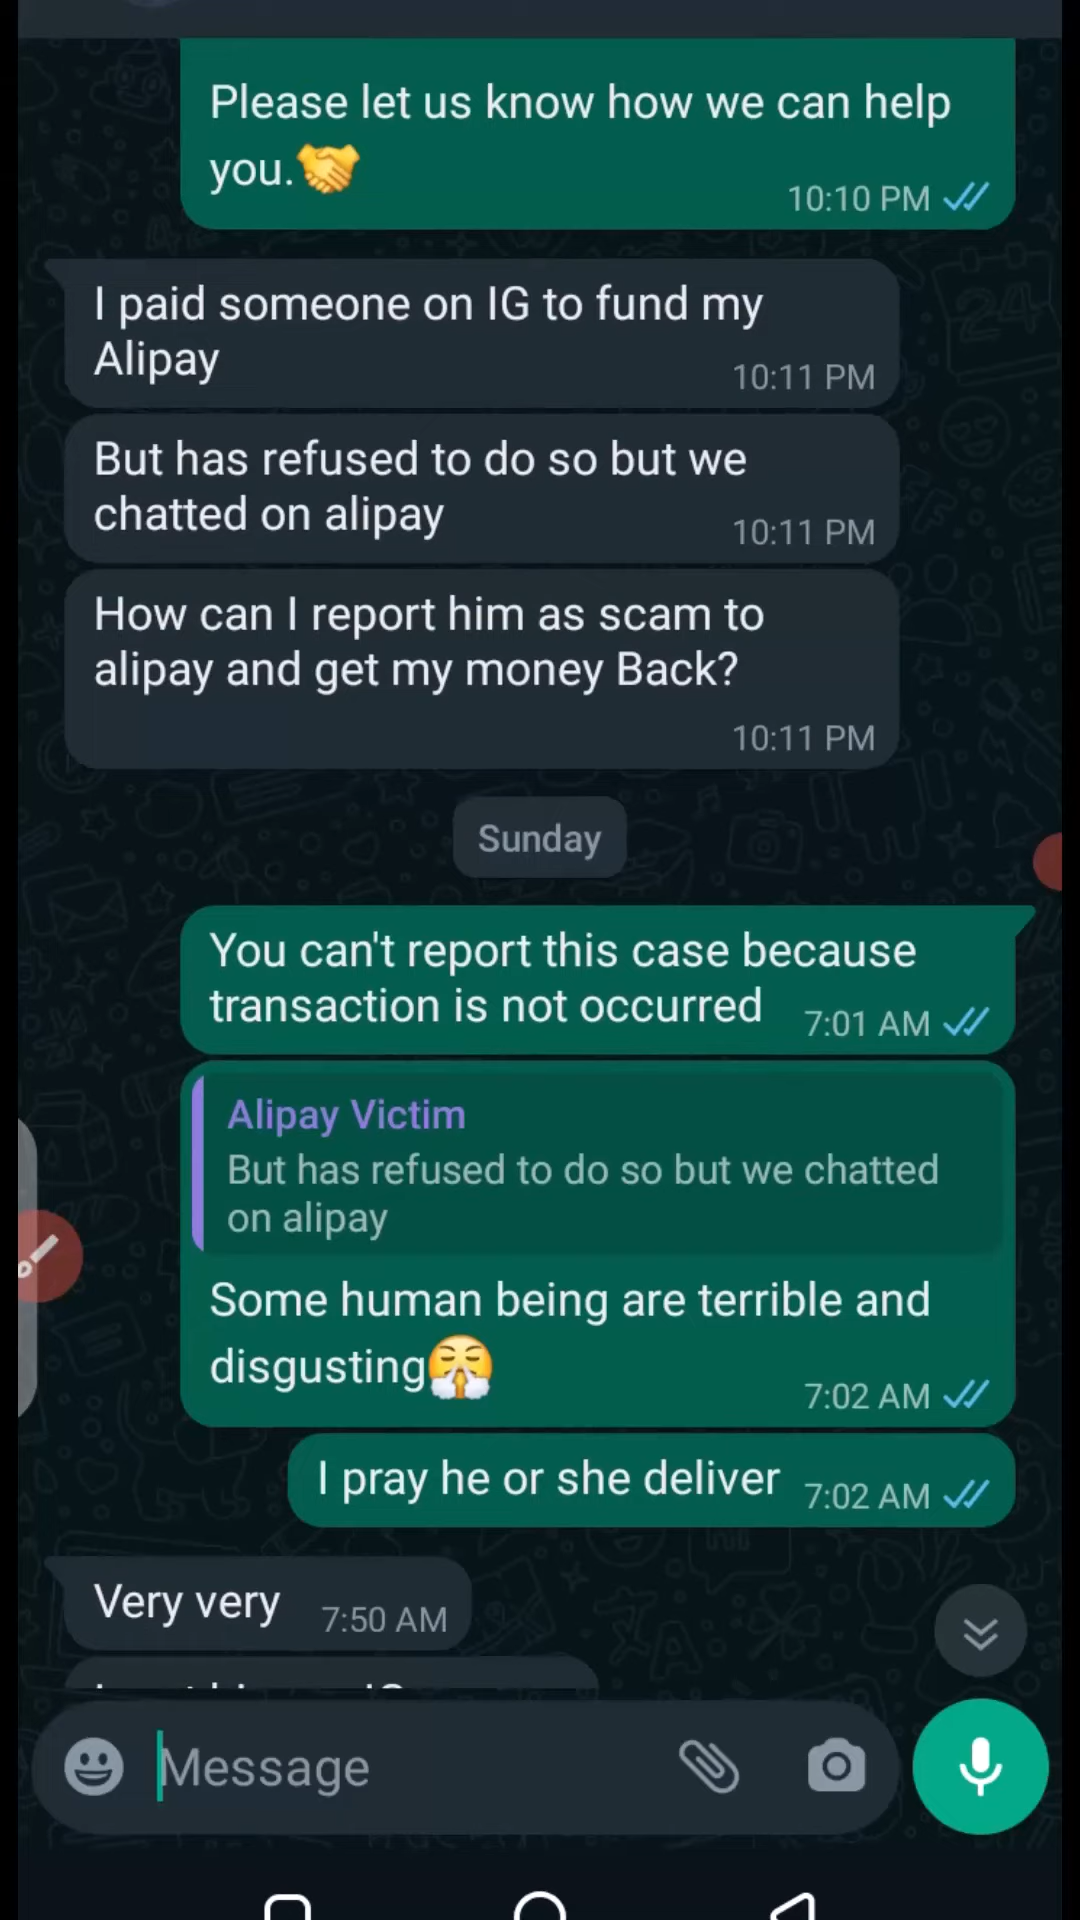 Please let us know how we can help
you.🤝
10:10 PM
I paid someone on IG to fund my
Alipay
10:11 PM
But has refused to do so but we
chatted on alipay
10:11 PM
How can I report him as scam to
alipay and get my money Back?
10:11 PM
Sunday
You can't report this case because
transaction is not occurred
7:01 AM
Alipay Victim
But has refused to do so but we chatted
on alipay
Some human being are terrible and
disgusting😤
7:02 AM
I pray he or she deliver
7:02 AM
Very very
7:50 AM
Message